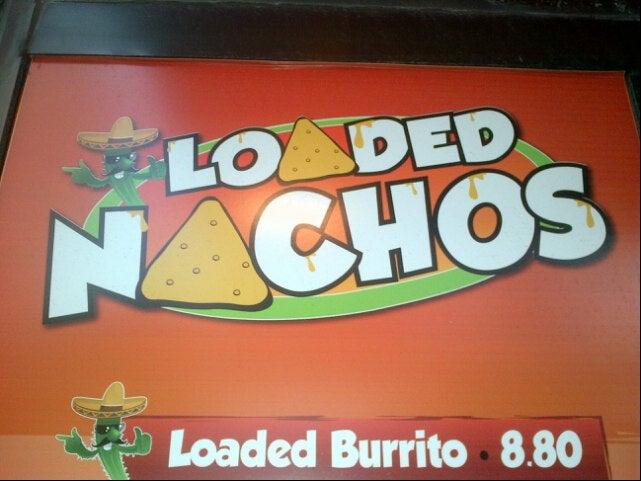 LOADED
NACHOS
Loaded Burrito • 8.80